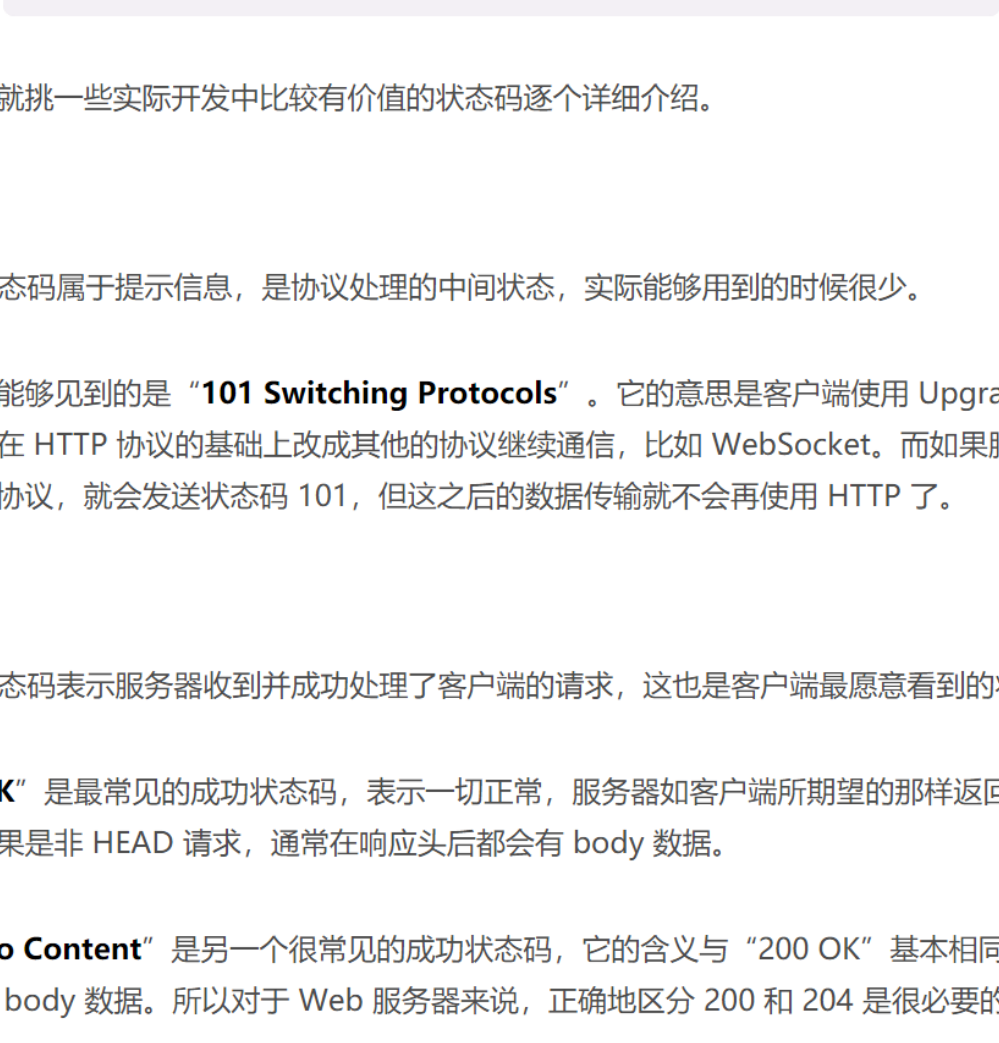 就挑一些实际开发中比较有价值的状态码逐个详细介绍。
态码属于提示信息，是协议处理的中间状态，实际能够用到的时候很少。
能够见到的是“101 Switching Protocols”。它的意思是客户端使用 Upgra
在 HTTP 协议的基础上改成其他的协议继续通信，比如 WebSocket。而如果
协议，就会发送状态码 101，但这之后的数据传输就不会再使用 HTTP 了。
态码表示服务器收到并成功处理了客户端的请求，这也是客户端最愿意看到的
K”是最常见的成功状态码，表示一切正常，服务器如客户端所期望的那样返回
果是非 HEAD 请求，通常在响应头后都会有 body 数据。
o Content”是另一个很常见的成功状态码，它的含义与“200 OK”基本相同
body 数据。所以对于 Web 服务器来说，正确地区分 200 和 204 是很必要的